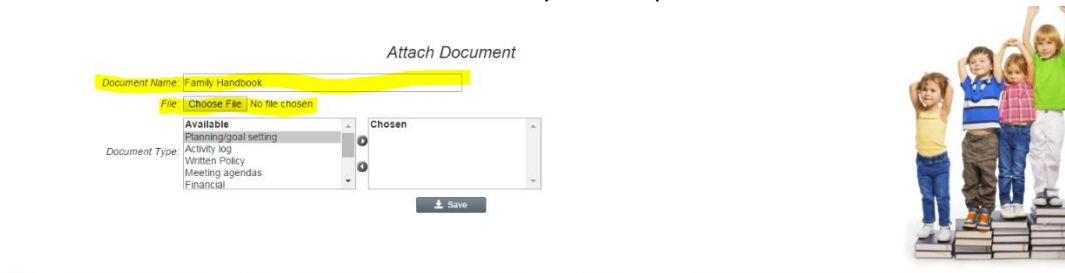 Attach Document
Document Name: Family Handbook
File: Choose File No file chosen
Document Type:
Available
Planning/goal setting
Activity log
Written Policy
Meeting agendas
Financial
Chosen
Save